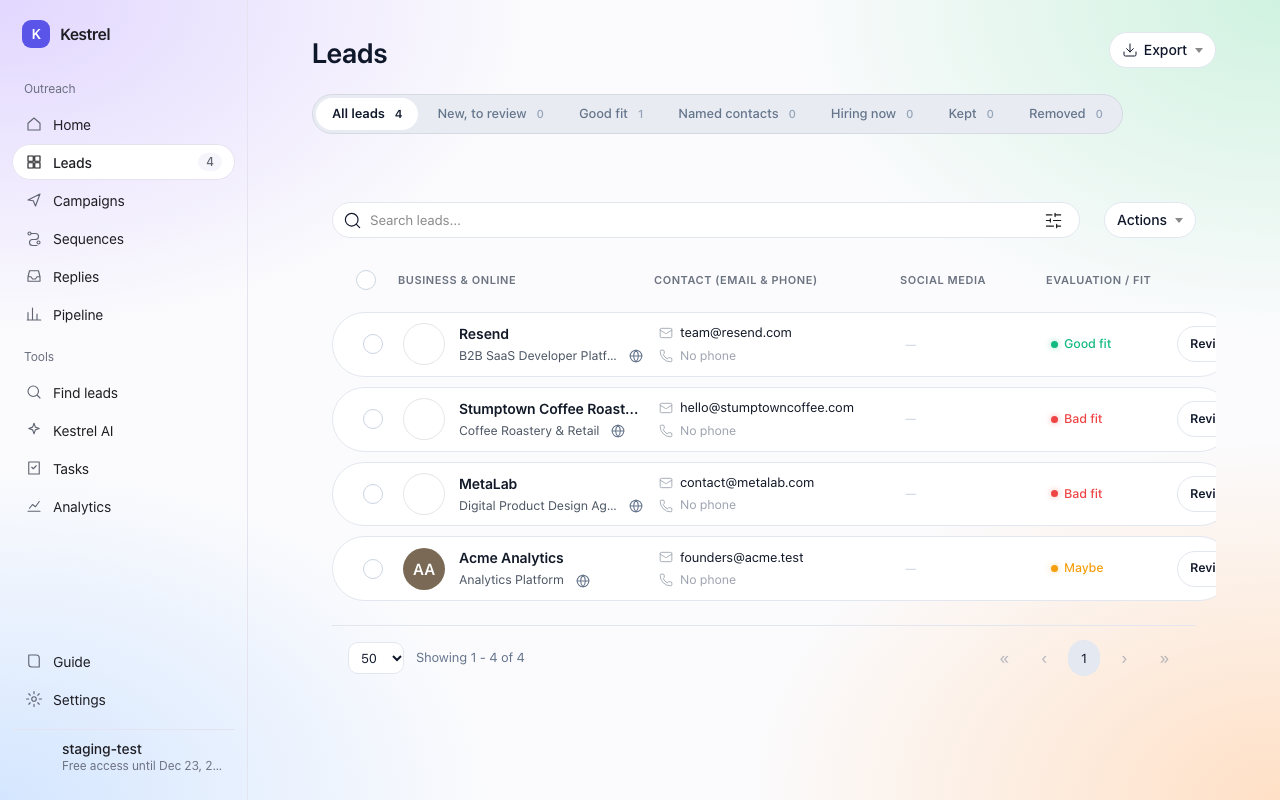 K Kestrel
Outreach
Home
Leads 4
Campaigns
Sequences
Replies
Pipeline
Tools
Find leads
Kestrel AI
Tasks
Analytics
Guide
Settings
staging-test
Free access until Dec 23, 2...
Leads
Export
All leads 4 New, to review 0 Good fit 1 Named contacts 0 Hiring now 0 Kept 0 Removed 0
Search leads...
Actions
BUSINESS & ONLINE CONTACT (EMAIL & PHONE) SOCIAL MEDIA EVALUATION / FIT
Resend team@resend.com
B2B SaaS Developer Platf... No phone — Good fit Revi
Stumptown Coffee Roast... hello@stumptowncoffee.com
Coffee Roastery & Retail No phone — Bad fit Revi
MetaLab contact@metalab.com
Digital Product Design Ag... No phone — Bad fit Revi
AA Acme Analytics founders@acme.test
Analytics Platform No phone — Maybe Revi
50 Showing 1 - 4 of 4 « ‹ 1 › »